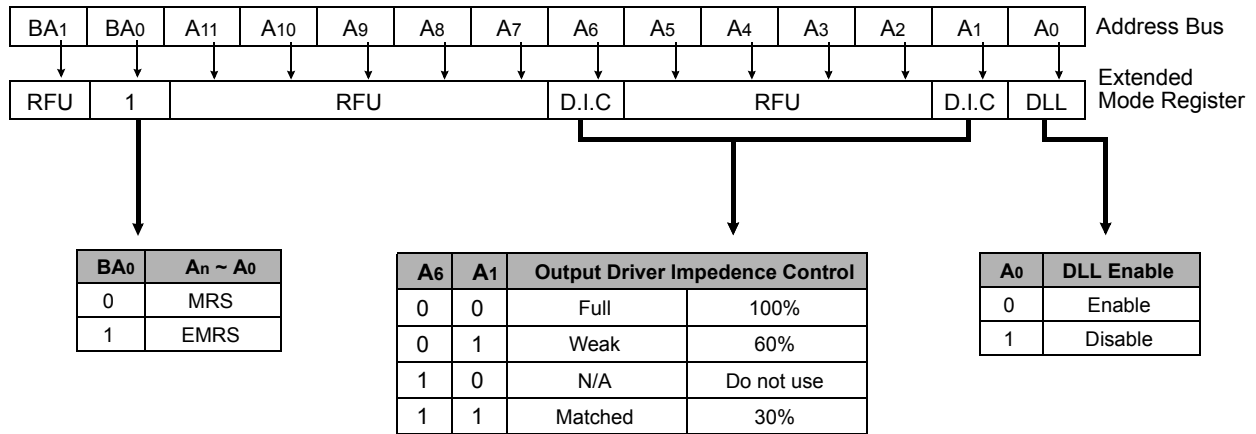 BA1 BA0 A11 A10 A9 A8 A7 A6 A5 A4 A3 A2 A1 A0 Address Bus
RFU 1 RFU D.I.C RFU D.I.C DLL Extended
Mode Register
BA0 An ~ A0
0 MRS
1 EMRS
A6 A1 Output Driver Impedence Control
0 0 Full 100%
0 1 Weak 60%
1 0 N/A Do not use
1 1 Matched 30%
A0 DLL Enable
0 Enable
1 Disable